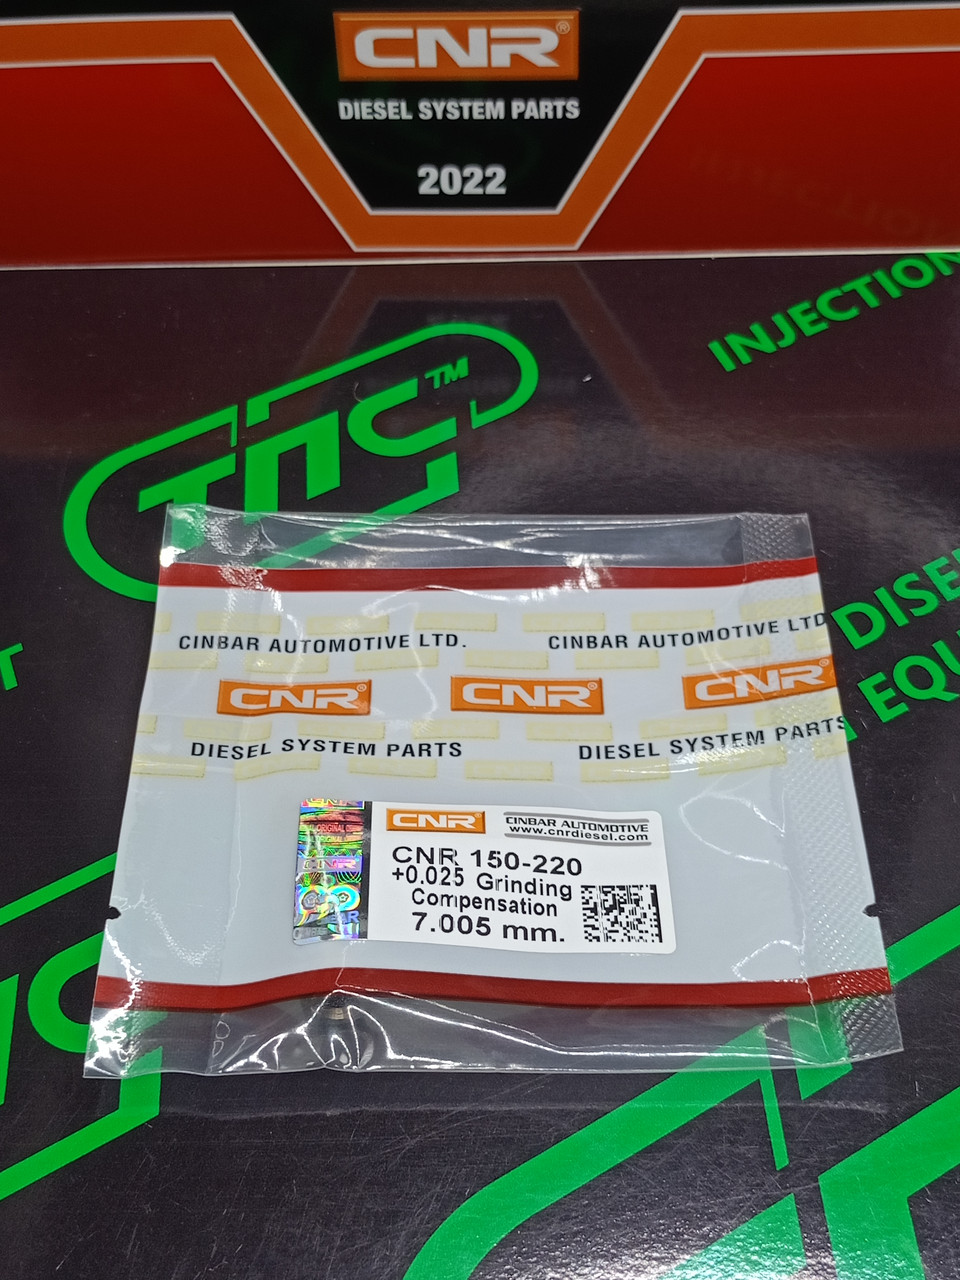 CNR®
DIESEL SYSTEM PARTS
2022
INJECTION
TNC™
DISE
EQU
T
CINBAR AUTOMOTIVE LTD.
CINBAR AUTOMOTIVE LTD
CNR®
CNR®
CNR®
DIESEL SYSTEM PARTS
DIESEL SYSTEM PARTS
CNR
CNR®
CINBAR AUTOMOTIVE
www.cnrdiesel.com
CNR 150-220
+0.025 Grinding
Compensation
7.005 mm.